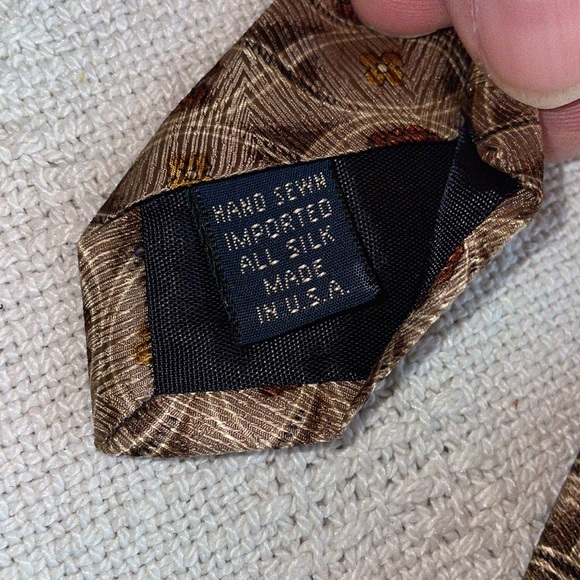 HAND SEWN
IMPORTED
ALL SILK
MADE
IN U.S.A.